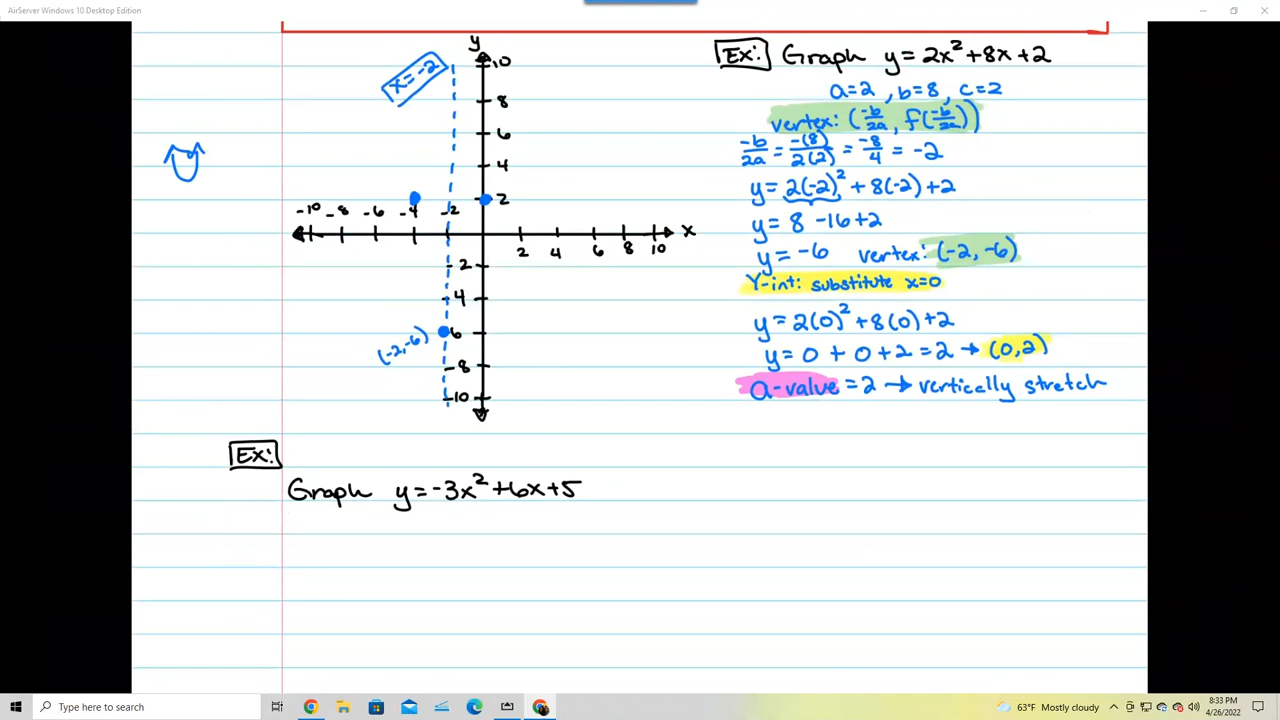 AirServer Windows 10 Desktop Edition
Ex: Graph y = 2x² + 8x + 2
a=2, b=8, c=2
vertex: (-b/2a, f(-b/2a))
-b/2a = -(8)/2(2) = -8/4 = -2
y = 2(-2)² + 8(-2) + 2
y = 8 - 16 + 2
y = -6 vertex: (-2, -6)
Y-int: substitute x=0
y = 2(0)² + 8(0) + 2
y = 0 + 0 + 2 = 2 → (0,2)
a-value = 2 → vertically stretch
x = -2
y
10
8
6
4
2
-10 -8 -6 -4 -2
x
2 4 6 8 10
-2
-4
-6
-8
-10
(-2,-6)
Ex:
Graph y = -3x² + 6x + 5
Type here to search
63°F Mostly cloudy
8:33 PM
4/26/2022